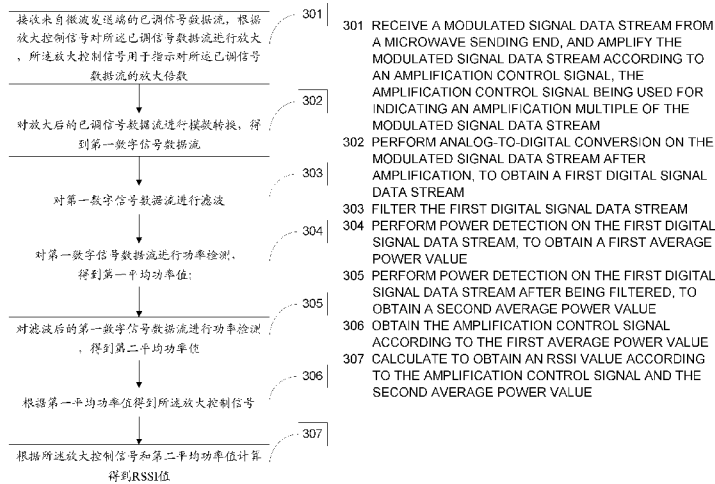 接收来自微波发送端的已调信号数据流，根据
放大控制信号对所述已调信号数据流进行放大
，所述放大控制信号用于指示对所述已调信号
数据流的放大倍数
301
对放大后的已调信号数据流进行模数转换，得
到第一数字信号数据流
302
对第一数字信号数据流进行滤波
303
对第一数字信号数据流进行功率检测，
得到第一平均功率值；
304
对滤波后的第一数字信号数据流进行功率检测
，得到第二平均功率值
305
根据第一平均功率值得到所述放大控制信号
306
根据所述放大控制信号和第二平均功率值计算
得到RSSI值
307
301 RECEIVE A MODULATED SIGNAL DATA STREAM FROM
A MICROWAVE SENDING END, AND AMPLIFY THE
MODULATED SIGNAL DATA STREAM ACCORDING TO
AN AMPLIFICATION CONTROL SIGNAL, THE
AMPLIFICATION CONTROL SIGNAL BEING USED FOR
INDICATING AN AMPLIFICATION MULTIPLE OF THE
MODULATED SIGNAL DATA STREAM
302 PERFORM ANALOG-TO-DIGITAL CONVERSION ON THE
MODULATED SIGNAL DATA STREAM AFTER
AMPLIFICATION, TO OBTAIN A FIRST DIGITAL SIGNAL
DATA STREAM
303 FILTER THE FIRST DIGITAL SIGNAL DATA STREAM
304 PERFORM POWER DETECTION ON THE FIRST DIGITAL
SIGNAL DATA STREAM, TO OBTAIN A FIRST AVERAGE
POWER VALUE
305 PERFORM POWER DETECTION ON THE FIRST DIGITAL
SIGNAL DATA STREAM AFTER BEING FILTERED, TO
OBTAIN A SECOND AVERAGE POWER VALUE
306 OBTAIN THE AMPLIFICATION CONTROL SIGNAL
ACCORDING TO THE FIRST AVERAGE POWER VALUE
307 CALCULATE TO OBTAIN AN RSSI VALUE ACCORDING
TO THE AMPLIFICATION CONTROL SIGNAL AND THE
SECOND AVERAGE POWER VALUE